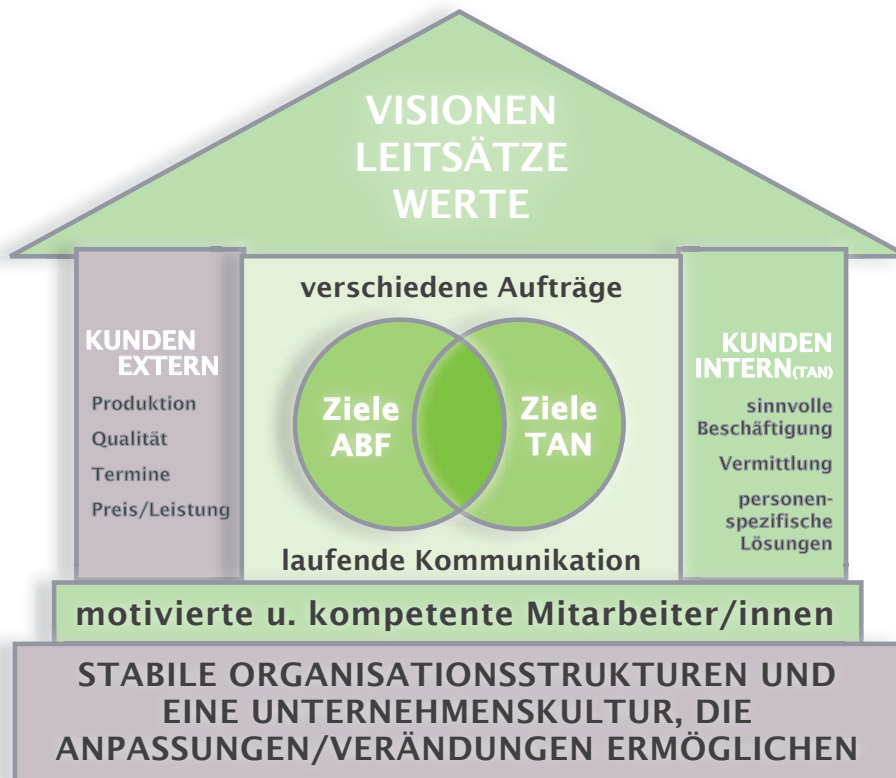 VISIONEN
LEITSÄTZE
WERTE
verschiedene Aufträge
KUNDEN
EXTERN
Produktion
Qualität
Termine
Preis/Leistung
Ziele
ABF
Ziele
TAN
KUNDEN
INTERN(TAN)
sinnvolle
Beschäftigung
Vermittlung
personen-
spezifische
Lösungen
laufende Kommunikation
motivierte u. kompetente Mitarbeiter/innen
STABILE ORGANISATIONSSTRUKTUREN UND
EINE UNTERNEHMENSKULTUR, DIE
ANPASSUNGEN/VERÄNDUNGEN ERMÖGLICHEN